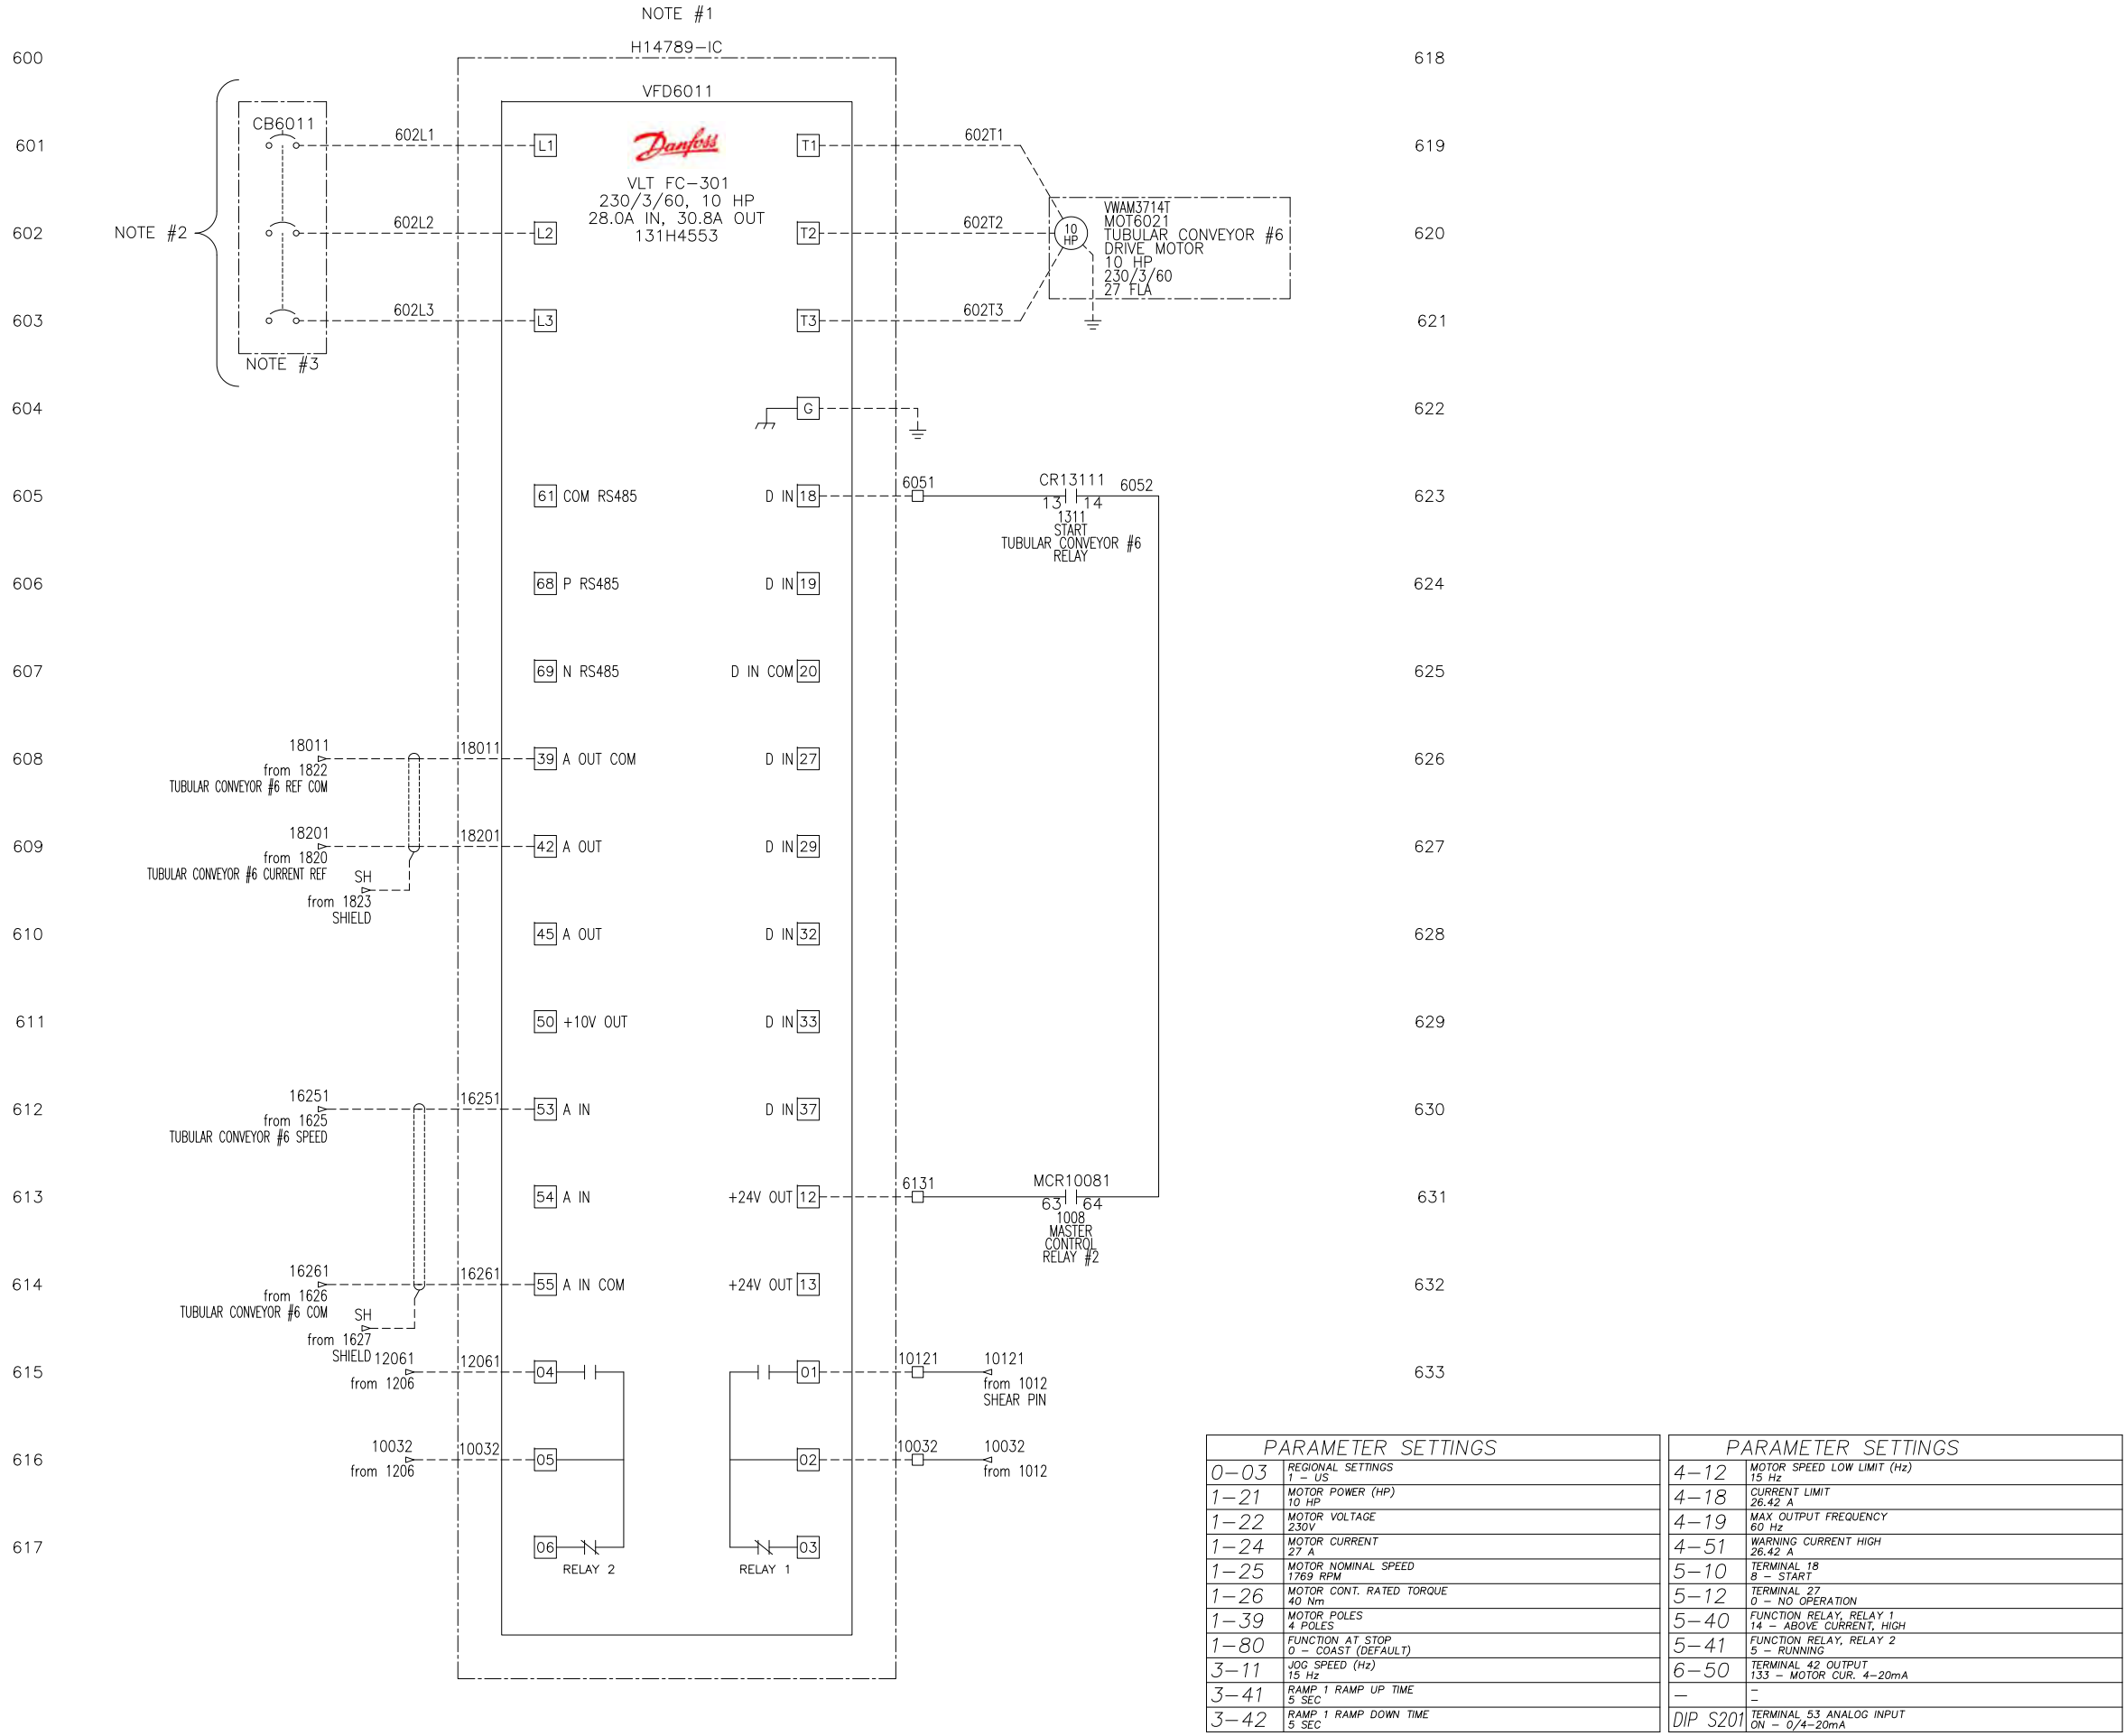 NOTE #1
H14789-IC
600
618
VFD6011
CB6011
601
602L1
L1
Danfoss
T1
602T1
619
VLT FC-301
230/3/60, 10 HP
28.0A IN, 30.8A OUT
131H4553
NOTE #2
602
602L2
L2
T2
602T2
10
HP
VWAM3714T
MOT6021
TUBULAR CONVEYOR #6
DRIVE MOTOR
10 HP
230/3/60
27 FLA
620
603
602L3
L3
T3
602T3
621
NOTE #3
604
G
622
605
61 COM RS485
D IN 18
6051
CR13111
13 14
1311
START
TUBULAR CONVEYOR #6
RELAY
6052
623
606
68 P RS485
D IN 19
624
607
69 N RS485
D IN COM 20
625
608
18011
from 1822
TUBULAR CONVEYOR #6 REF COM
18011
39 A OUT COM
D IN 27
626
609
18201
from 1820
TUBULAR CONVEYOR #6 CURRENT REF
18201
42 A OUT
D IN 29
627
SH
from 1823
SHIELD
610
45 A OUT
D IN 32
628
611
50 +10V OUT
D IN 33
629
612
16251
from 1625
TUBULAR CONVEYOR #6 SPEED
16251
53 A IN
D IN 37
630
613
54 A IN
+24V OUT 12
6131
MCR10081
63 64
1008
MASTER
CONTROL
RELAY #2
631
614
16261
from 1626
TUBULAR CONVEYOR #6 COM
16261
55 A IN COM
+24V OUT 13
632
SH
from 1627
SHIELD
615
12061
from 1206
12061
04
01
10121
10121
from 1012
SHEAR PIN
633
616
10032
from 1206
10032
05
02
10032
10032
from 1012
617
06
RELAY 2
RELAY 1
03
PARAMETER SETTINGS
0-03 REGIONAL SETTINGS
1 - US
1-21 MOTOR POWER (HP)
10 HP
1-22 MOTOR VOLTAGE
230V
1-24 MOTOR CURRENT
27 A
1-25 MOTOR NOMINAL SPEED
1769 RPM
1-26 MOTOR CONT. RATED TORQUE
40 Nm
1-39 MOTOR POLES
4 POLES
1-80 FUNCTION AT STOP
0 - COAST (DEFAULT)
3-11 JOG SPEED (Hz)
15 Hz
3-41 RAMP 1 RAMP UP TIME
5 SEC
3-42 RAMP 1 RAMP DOWN TIME
5 SEC
PARAMETER SETTINGS
4-12 MOTOR SPEED LOW LIMIT (Hz)
15 Hz
4-18 CURRENT LIMIT
26.42 A
4-19 MAX OUTPUT FREQUENCY
60 Hz
4-51 WARNING CURRENT HIGH
26.42 A
5-10 TERMINAL 18
8 - START
5-12 TERMINAL 27
0 - NO OPERATION
5-40 FUNCTION RELAY, RELAY 1
14 - ABOVE CURRENT, HIGH
5-41 FUNCTION RELAY, RELAY 2
5 - RUNNING
6-50 TERMINAL 42 OUTPUT
133 - MOTOR CUR. 4-20mA
- -
-
DIP S201 TERMINAL 53 ANALOG INPUT
ON - 0/4-20mA